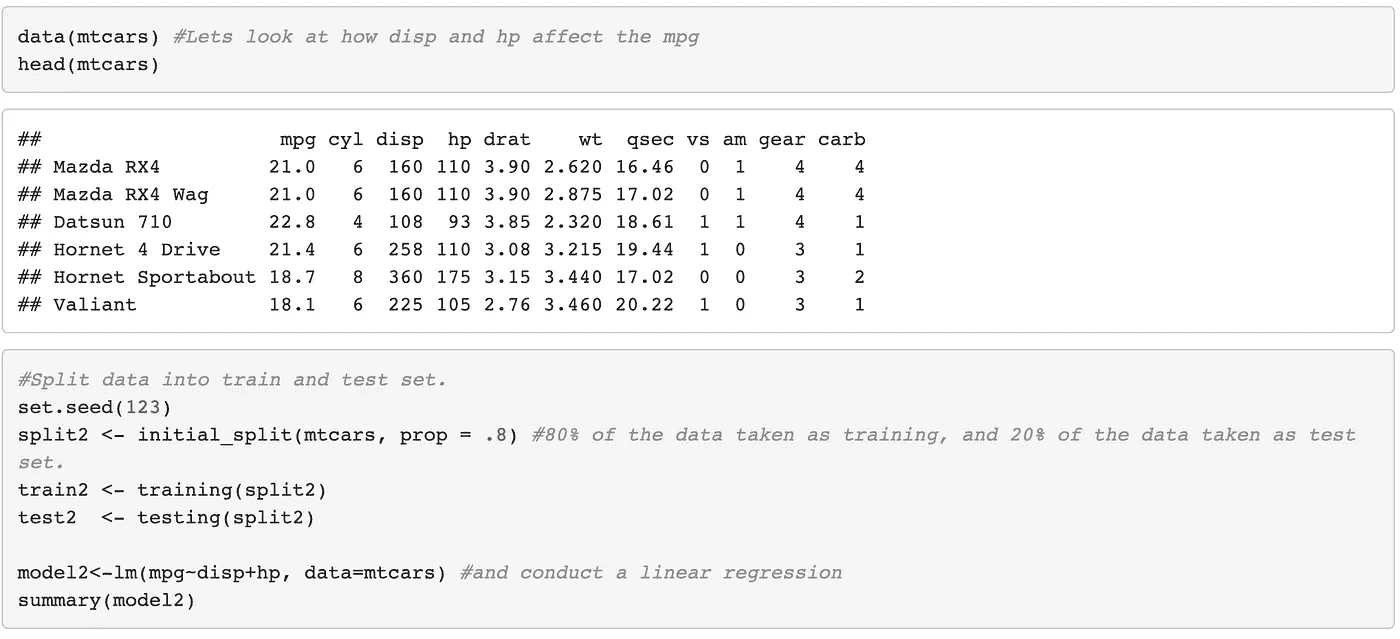 data(mtcars) #Lets look at how disp and hp affect the mpg
head(mtcars)
##                      mpg cyl disp  hp drat    wt  qsec vs am gear carb
## Mazda RX4         21.0   6  160 110 3.90 2.620 16.46  0  1    4    4
## Mazda RX4 Wag     21.0   6  160 110 3.90 2.875 17.02  0  1    4    4
## Datsun 710        22.8   4  108  93 3.85 2.320 18.61  1  1    4    1
## Hornet 4 Drive    21.4   6  258 110 3.08 3.215 19.44  1  0    3    1
## Hornet Sportabout 18.7   8  360 175 3.15 3.440 17.02  0  0    3    2
## Valiant           18.1   6  225 105 2.76 3.460 20.22  1  0    3    1
#Split data into train and test set.
set.seed(123)
split2 <- initial_split(mtcars, prop = .8) #80% of the data taken as training, and 20% of the data taken as test
set.
train2 <- training(split2)
test2  <- testing(split2)
model2<-lm(mpg~disp+hp, data=mtcars) #and conduct a linear regression
summary(model2)